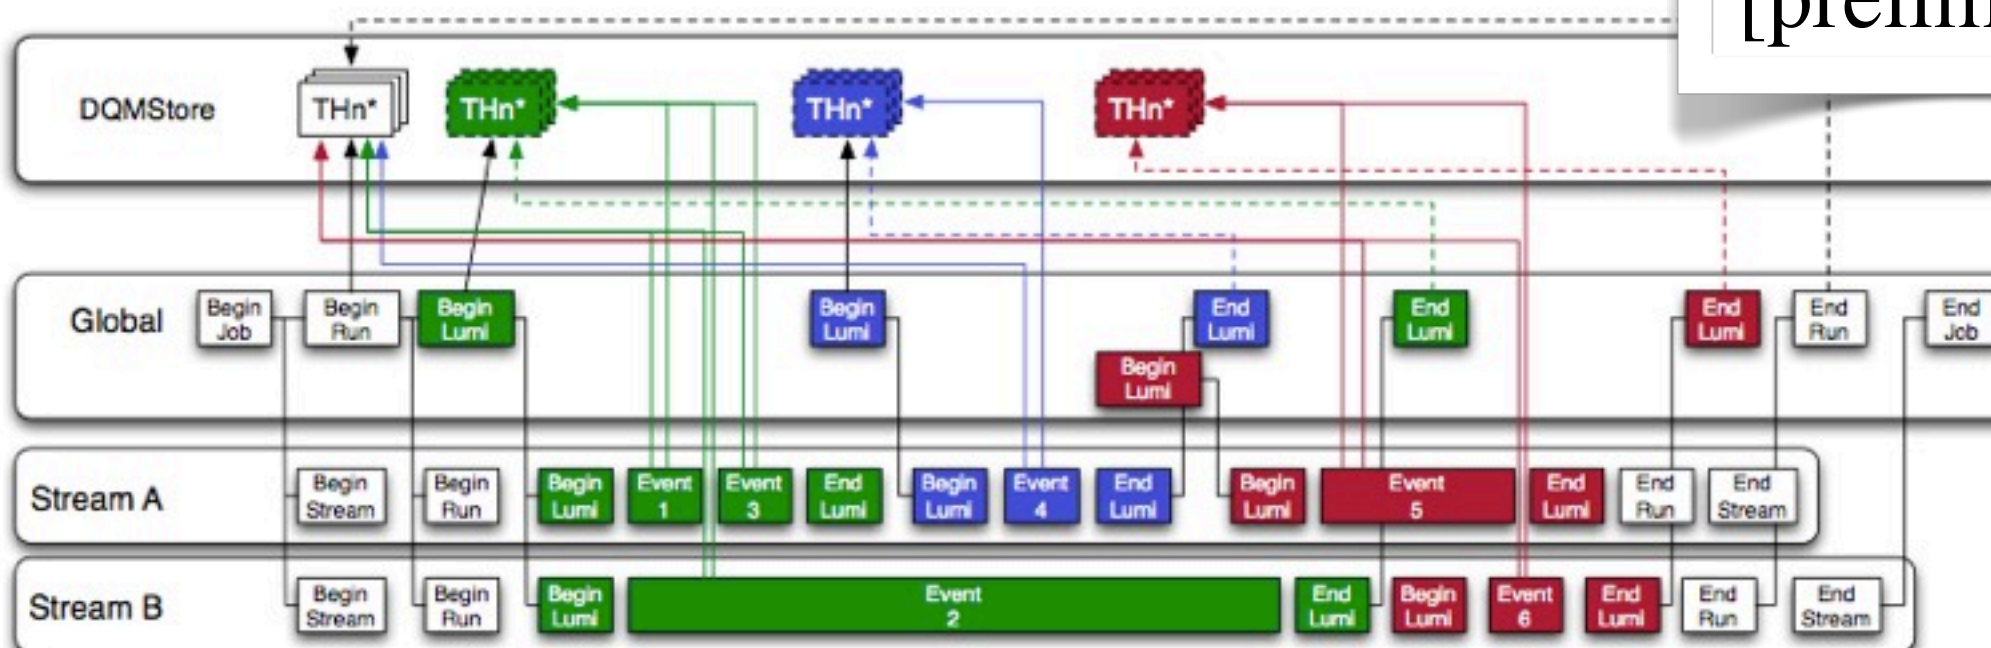 [prelim
DQMStore
THn*
THn*
THn*
THn*
Global
Begin
Job
Begin
Run
Begin
Lumi
Begin
Lumi
Begin
Lumi
End
Lumi
End
Lumi
End
Lumi
End
Run
End
Job
Stream A
Begin
Stream
Begin
Run
Begin
Lumi
Event
1
Event
3
End
Lumi
Begin
Lumi
Event
4
End
Lumi
Begin
Lumi
Event
5
End
Lumi
End
Run
End
Stream
Stream B
Begin
Stream
Begin
Run
Begin
Lumi
Event
2
End
Lumi
Begin
Lumi
Event
6
End
Lumi
End
Run
End
Stream